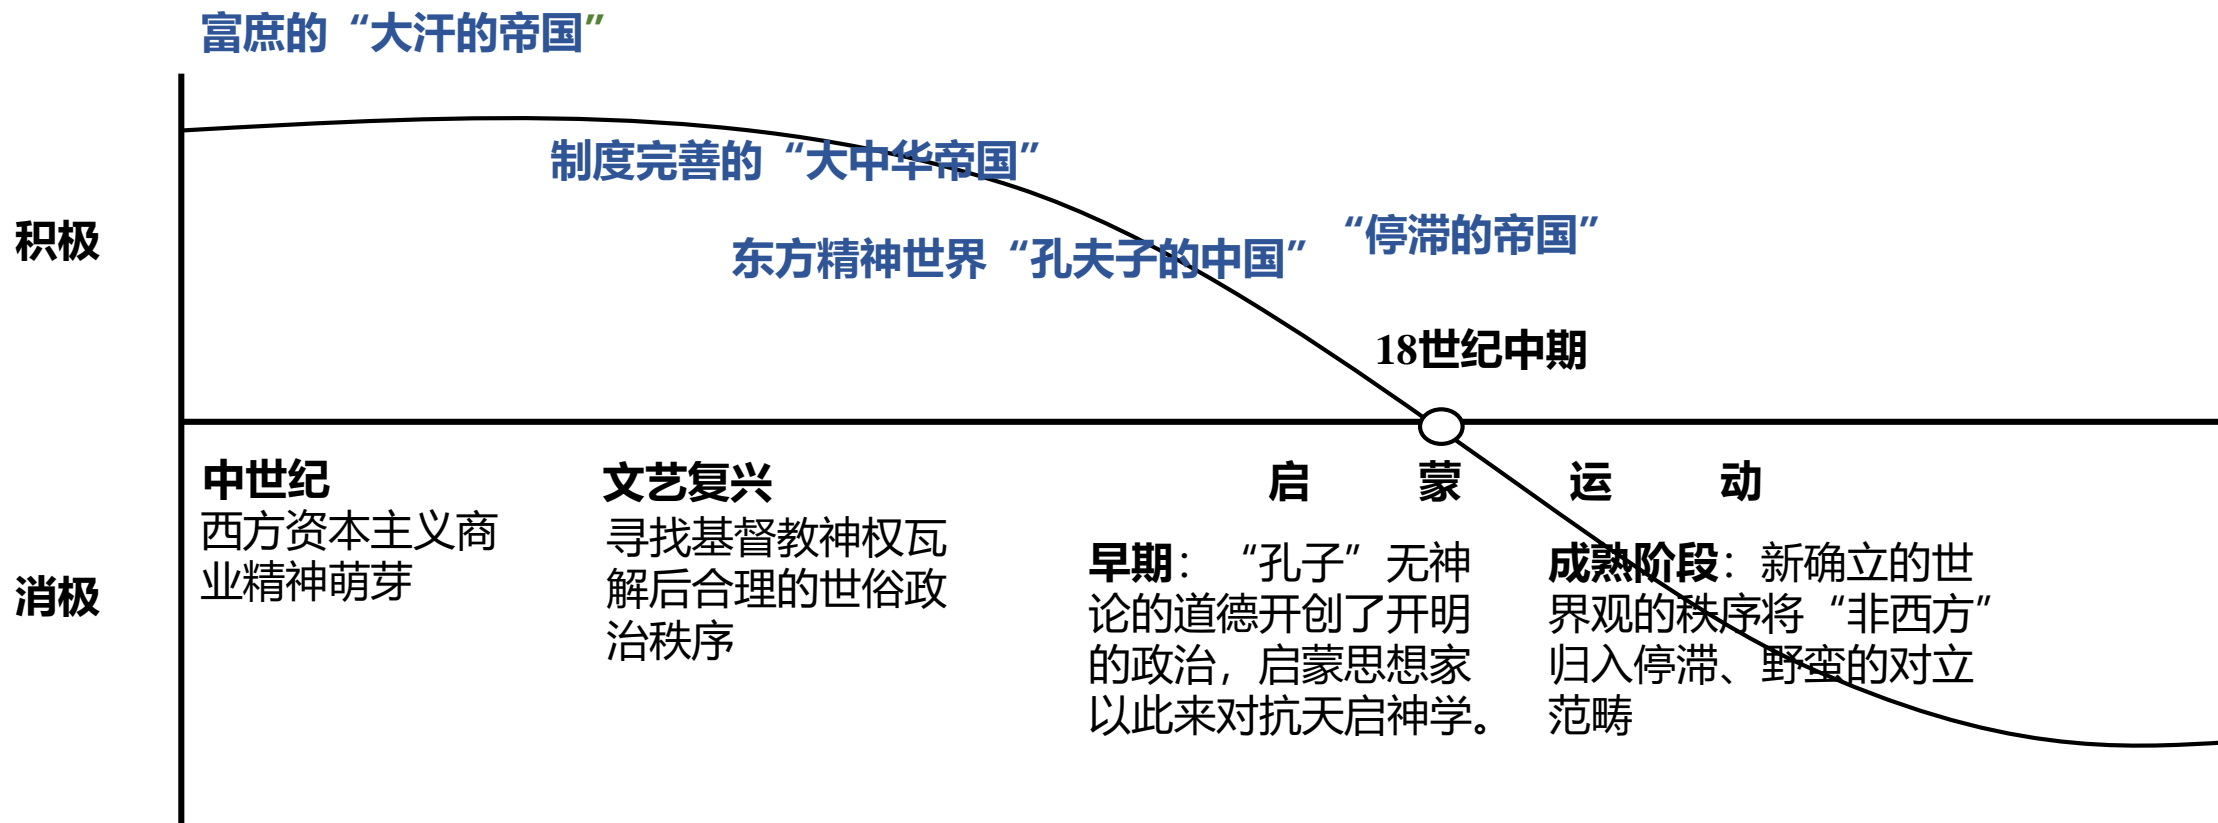 富庶的“大汗的帝国”
制度完善的“大中华帝国”
东方精神世界“孔夫子的中国”
“停滞的帝国”
积极
18世纪中期
消极
中世纪
西方资本主义商
业精神萌芽
文艺复兴
寻找基督教神权瓦
解后合理的世俗政
治秩序
启 蒙 运 动
早期：“孔子”无神
论的道德开创了开明
的政治，启蒙思想家
以此来对抗天启神学。
成熟阶段：新确立的世
界观的秩序将“非西方”
归入停滞、野蛮的对立
范畴